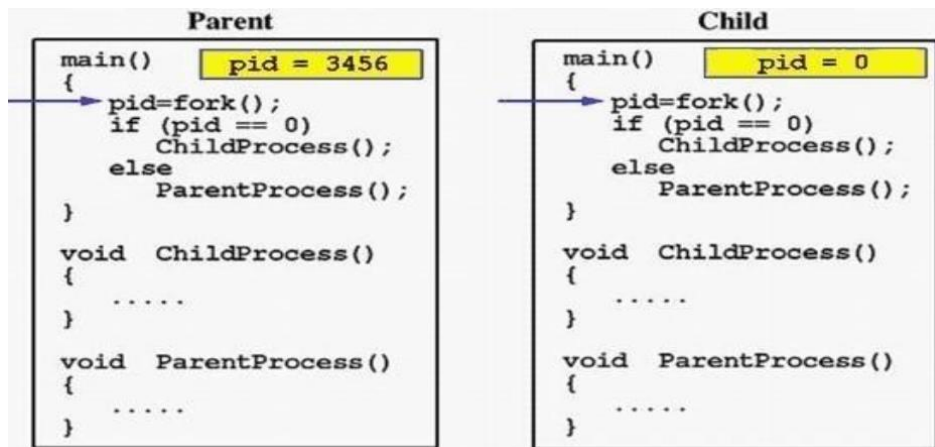 Parent
main()
pid = 3456
{
pid=fork();
if (pid == 0)
ChildProcess();
else
ParentProcess();
}
void ChildProcess()
{
.....
}
void ParentProcess()
{
.....
}
Child
main()
pid = 0
{
pid=fork();
if (pid == 0)
ChildProcess();
else
ParentProcess();
}
void ChildProcess()
{
.....
}
void ParentProcess()
{
.....
}